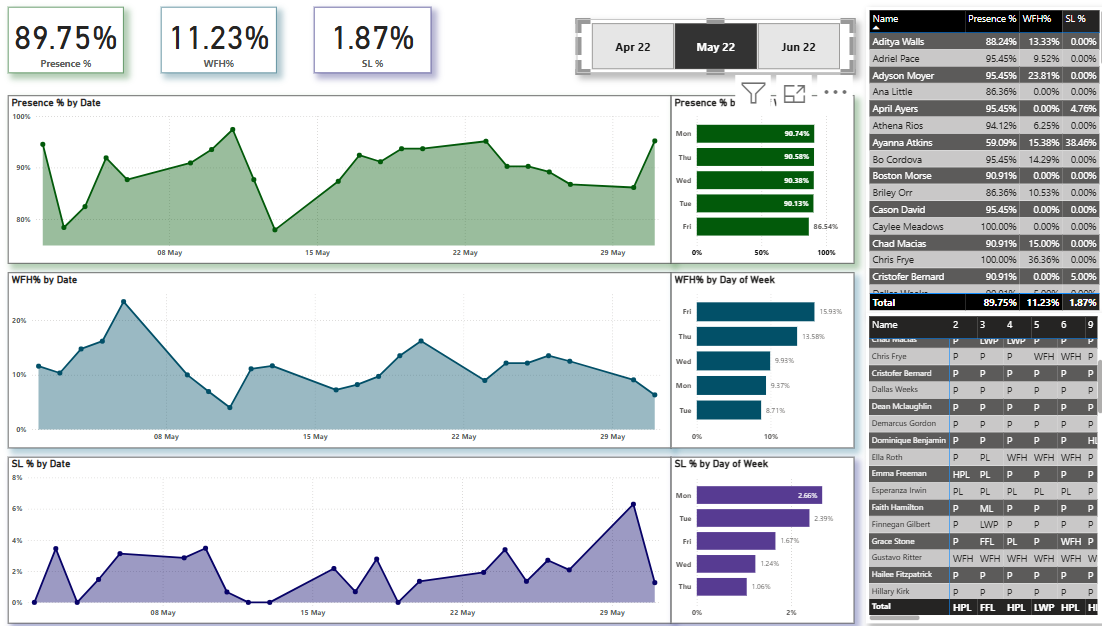 89.75%
Presence %
11.23%
WFH%
1.87%
SL %
Apr 22
May 22
Jun 22
Presence % by Date
100%
90%
80%
08 May
15 May
22 May
29 May
Presence % b
Mon
90.74%
Thu
90.58%
Wed
90.38%
Tue
90.13%
Fri
86.54%
0%
50%
100%
WFH% by Date
20%
10%
0%
08 May
15 May
22 May
29 May
WFH% by Day of Week
Fri
15.93%
Thu
13.58%
Wed
9.93%
Mon
9.37%
Tue
8.71%
0%
10%
SL % by Date
8%
6%
4%
2%
0%
08 May
15 May
22 May
29 May
SL % by Day of Week
Mon
2.66%
Tue
2.39%
Fri
1.67%
Wed
1.24%
Thu
1.06%
0%
2%
Name Presence % WFH% SL %
Aditya Walls 88.24% 13.33% 0.00%
Adriel Pace 95.45% 9.52% 0.00%
Adyson Moyer 95.45% 23.81% 0.00%
Ana Little 86.36% 0.00% 0.00%
April Ayers 95.45% 0.00% 4.76%
Athena Rios 94.12% 6.25% 0.00%
Ayanna Atkins 59.09% 15.38% 38.46%
Bo Cordova 95.45% 14.29% 0.00%
Boston Morse 90.91% 0.00% 0.00%
Briley Orr 86.36% 10.53% 0.00%
Cason David 95.45% 0.00% 0.00%
Caylee Meadows 100.00% 0.00% 0.00%
Chad Macias 90.91% 15.00% 0.00%
Chris Frye 100.00% 36.36% 0.00%
Cristofer Bernard 90.91% 0.00% 5.00%
Total 89.75% 11.23% 1.87%
Name 2 3 4 5 6 9
Chad Macias P LWP LWP P P P
Chris Frye P P P WFH WFH P
Cristofer Bernard P P P P P P
Dallas Weeks P P P P P P
Dean Mclaughlin P P P P P P
Demarcus Gordon P P P P P P
Dominique Benjamin P P P P P HI
Ella Roth P PL WFH WFH WFH P
Emma Freeman HPL PL P P P P
Esperanza Irwin PL PL PL PL PL PL
Faith Hamilton P ML P P P P
Finnegan Gilbert P LWP P P P P
Grace Stone P FFL PL P WFH P
Gustavo Ritter WFH WFH WFH WFH WFH W
Hailee Fitzpatrick P P P P P P
Hillary Kirk P P P P P P
Total HPL FFL HPL LWP HPL HI